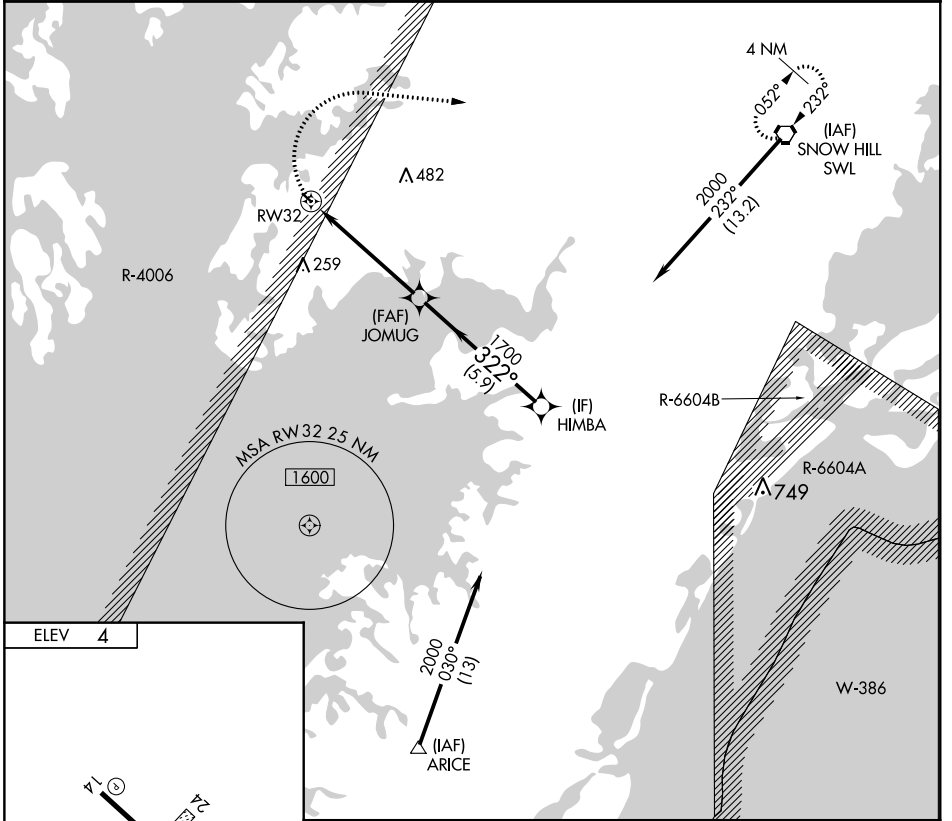 4 NM
052°
232°
(IAF)
SNOW HILL
SWL
2000
232°
(13.2)
482
RW32
259
R-4006
(FAF)
JOMUG
1700
322°
(5.9)
(IF)
HIMBA
R-6604B
R-6604A
749
MSA RW32 25 NM
1600
2000
030°
(13)
W-386
(IAF)
ARICE
ELEV 4
14
P
24